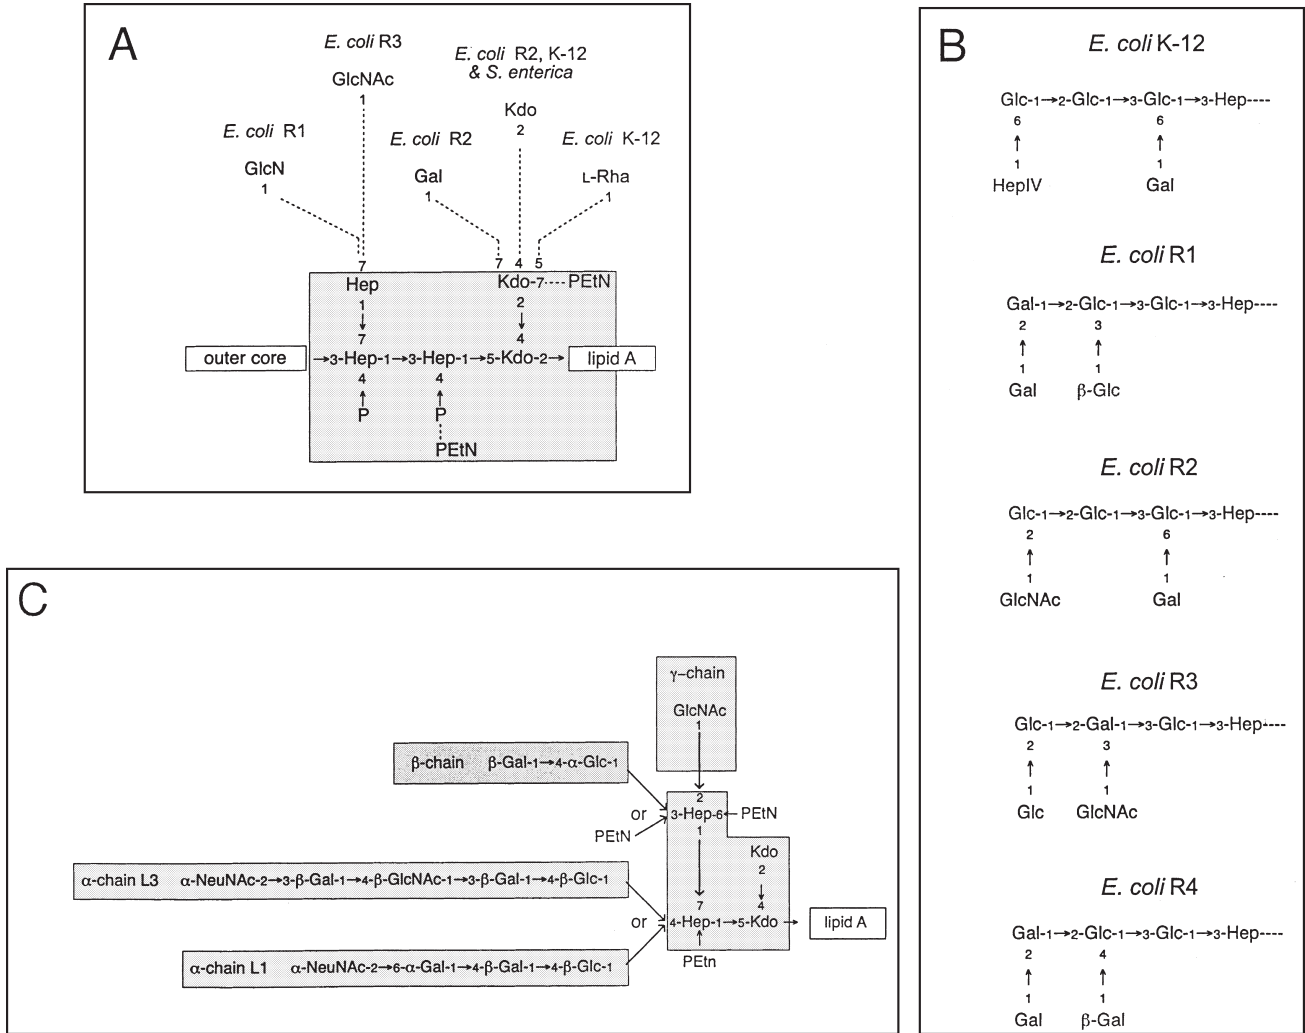 A
E. coli R3
GlcNAc
1
E. coli R2, K-12
& S. enterica
Kdo
2
E. coli R1
GlcN
1
E. coli R2
Gal
1
E. coli K-12
L-Rha
1
7
7 4 5
Hep
Kdo-7----PEtN
1
2
7
4
outer core →3-Hep-1→3-Hep-1→5-Kdo-2→ lipid A
4
4
P
P
PEtN
B
E. coli K-12
Glc-1→2-Glc-1→3-Glc-1→3-Hep----
6 6
1 1
HepIV Gal
E. coli R1
Gal-1→2-Glc-1→3-Glc-1→3-Hep----
2 3
1 1
Gal β-Glc
E. coli R2
Glc-1→2-Glc-1→3-Glc-1→3-Hep----
2 6
1 1
GlcNAc Gal
E. coli R3
Glc-1→2-Gal-1→3-Glc-1→3-Hep----
2 3
1 1
Glc GlcNAc
E. coli R4
Gal-1→2-Glc-1→3-Glc-1→3-Hep----
2 4
1 1
Gal β-Gal
C
γ-chain
GlcNAc
1
β-chain β-Gal-1→4-α-Glc-1
2
or 3-Hep-6←PEtN
PEtN
1
Kdo
2
α-chain L3 α-NeuNAc-2→3-β-Gal-1→4-β-GlcNAc-1→3-β-Gal-1→4-β-Glc-1
7 4
or 4-Hep-1→5-Kdo → lipid A
PEtn
α-chain L1 α-NeuNAc-2→6-α-Gal-1→4-β-Gal-1→4-β-Glc-1